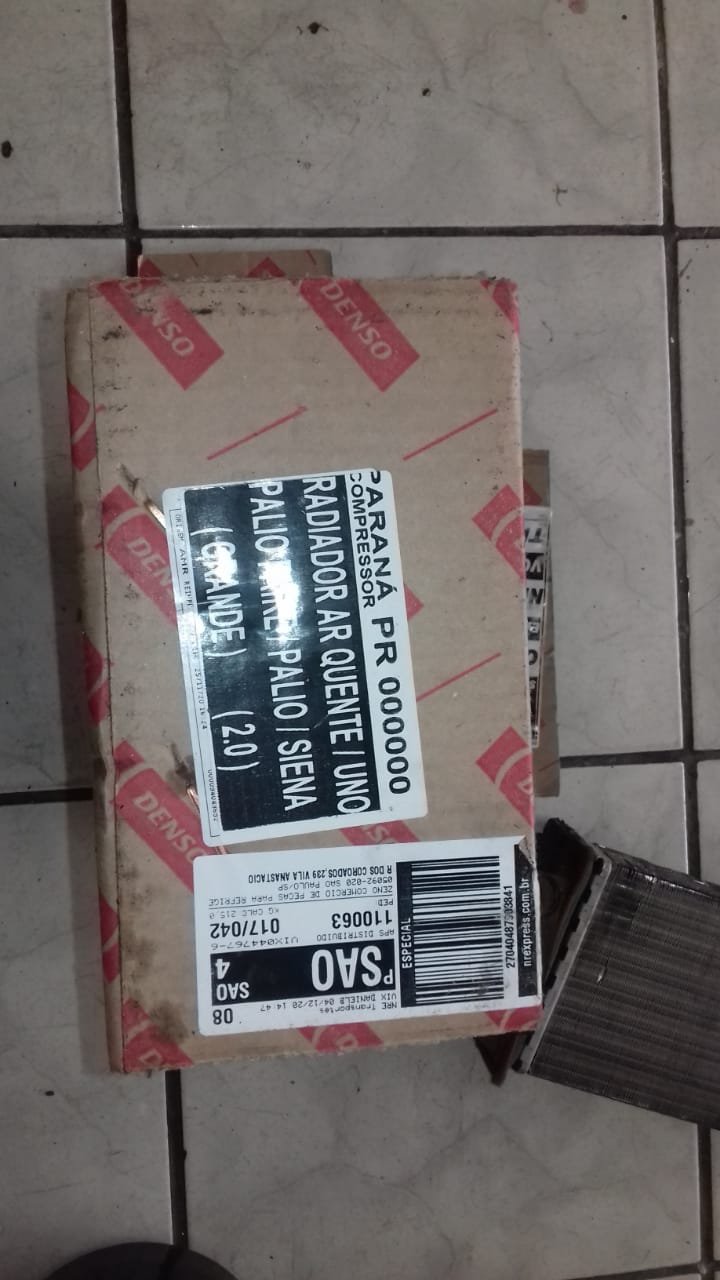 DENSO
DENSO
PARANÁ PR 000000
COMPRESSOR
RADIADOR AR QUENTE / UNO
PALIO / PALIO / SIENA
(GRANDE) (2.0)
DENSO
DENSO
NRE Transportes
VIX DANIELB 04/12/20 14:47
08
SAO
SAO
4
APS DISTRIBUIDO
VIX044767-6
110063
017/042
PED:
KG CALC 215.0
ZENO COMERCIO DE PECAS PARA REFRIGE
05092-020 SAO PAULO/SP
R DOS COROADOS,239 VILA ANASTACIO
ESPECIAL
nrexpress.com.br